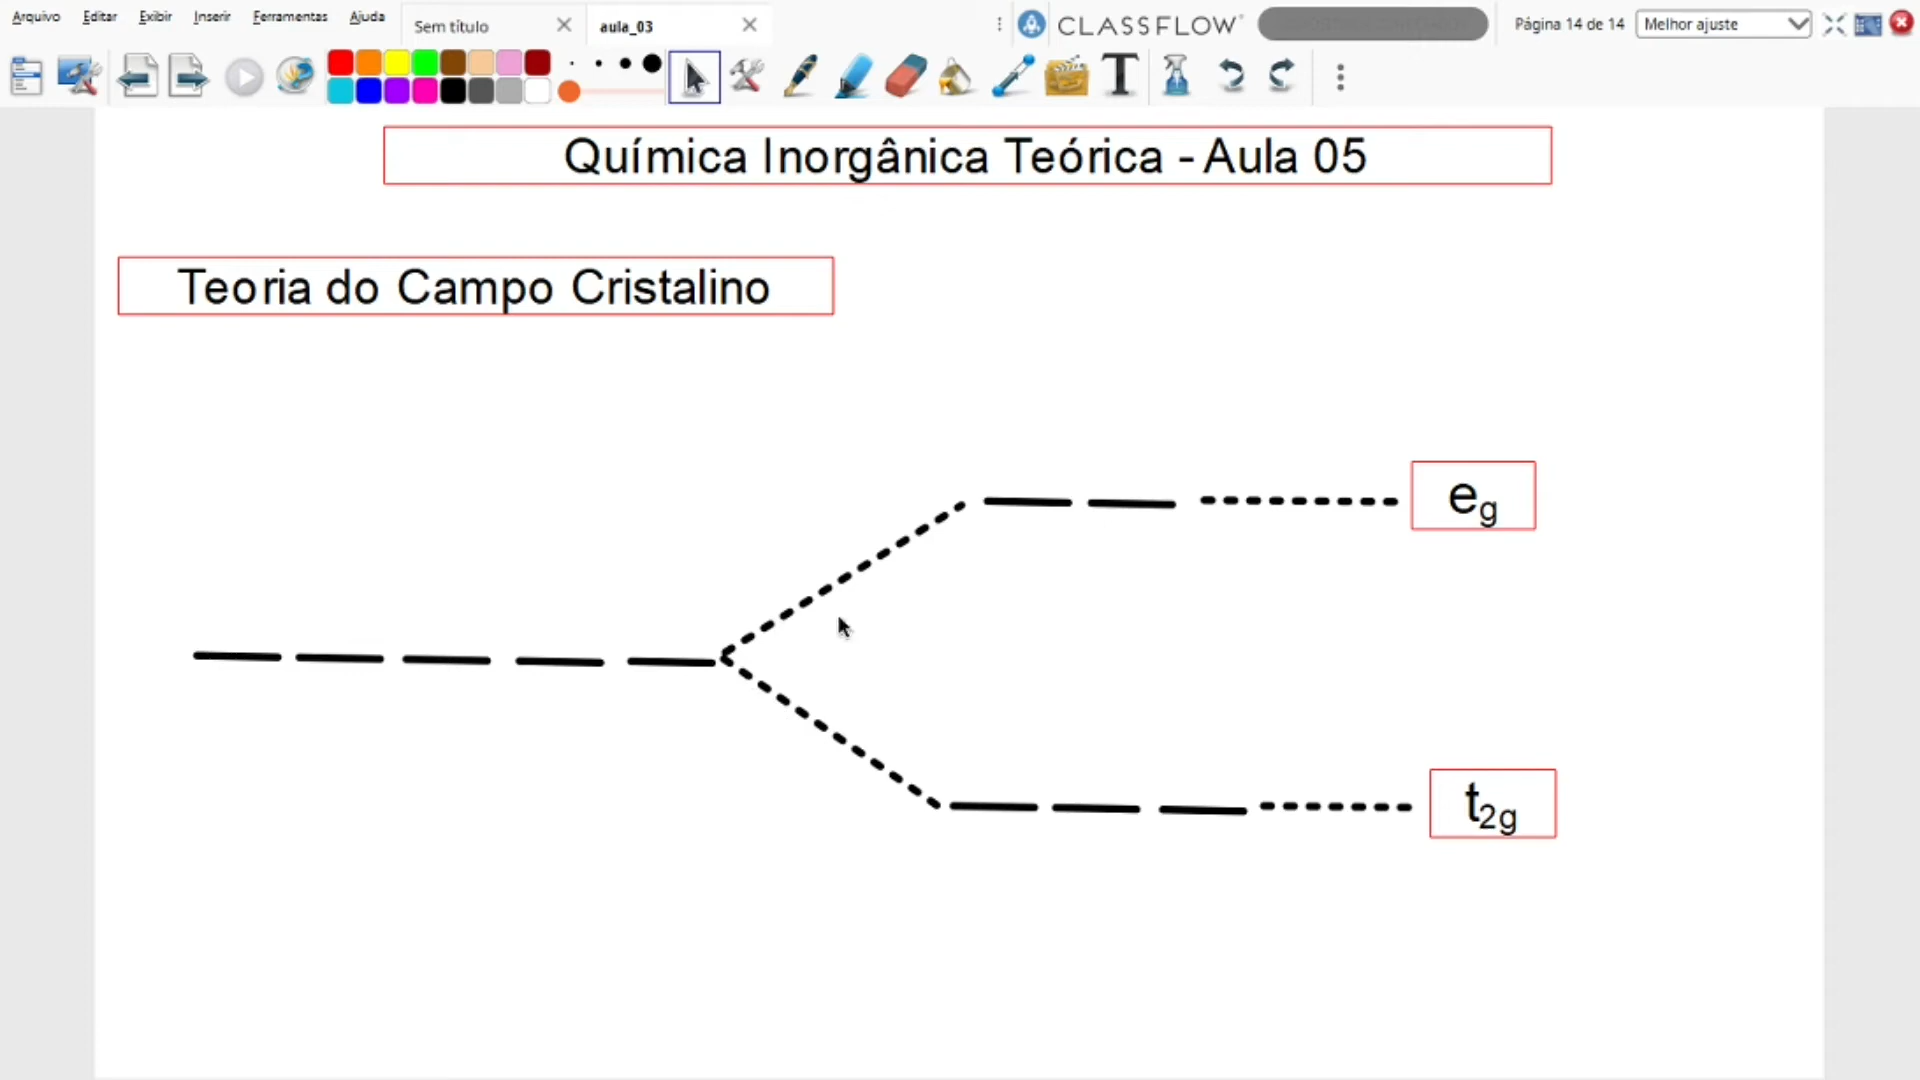 Arquivo Editar Exibir Inserir Ferramentas Ajuda
Sem título
aula_03
CLASSFLOW
Página 14 de 14
Melhor ajuste
T
Química Inorgânica Teórica - Aula 05
Teoria do Campo Cristalino
eg
t2g